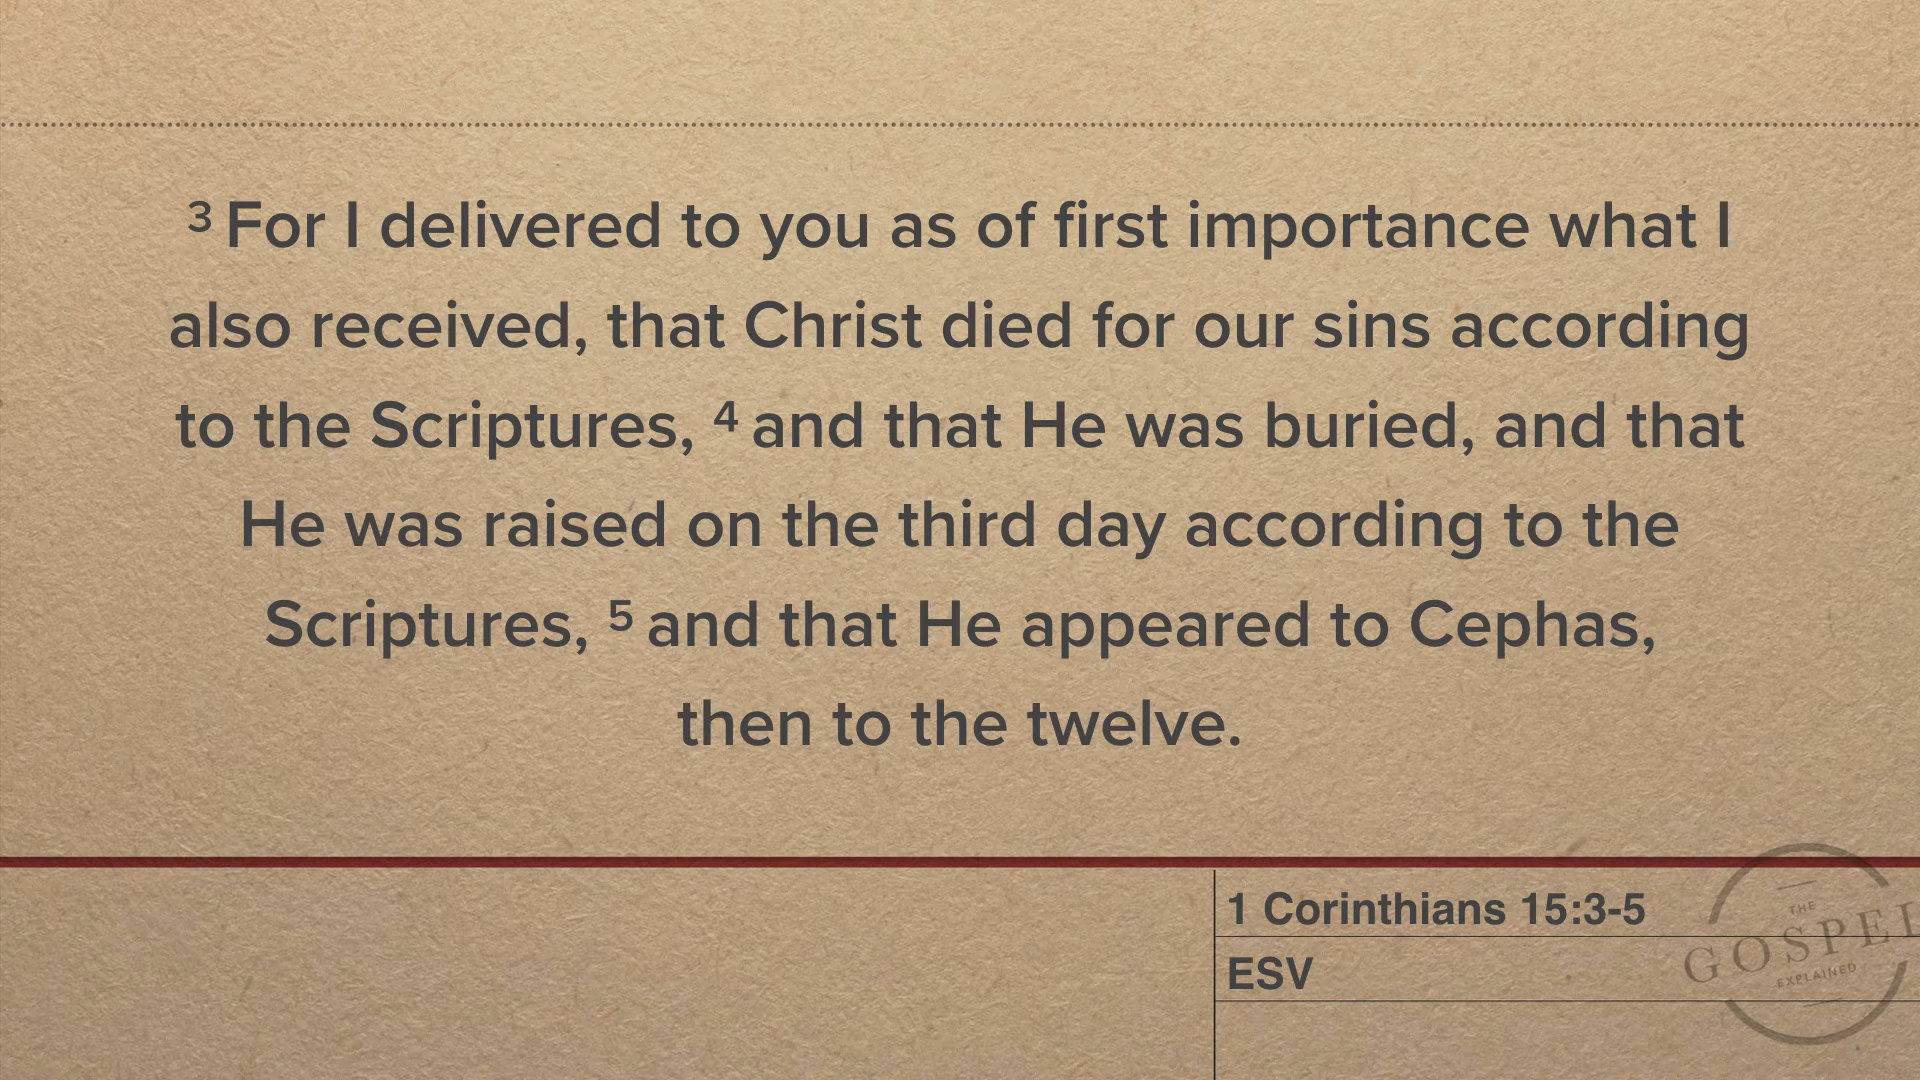 ³ For I delivered to you as of first importance what I
also received, that Christ died for our sins according
to the Scriptures, ⁴ and that He was buried, and that
He was raised on the third day according to the
Scriptures, ⁵ and that He appeared to Cephas,
then to the twelve.
1 Corinthians 15:3-5
ESV
THE
GOSPEL
EXPLAINED